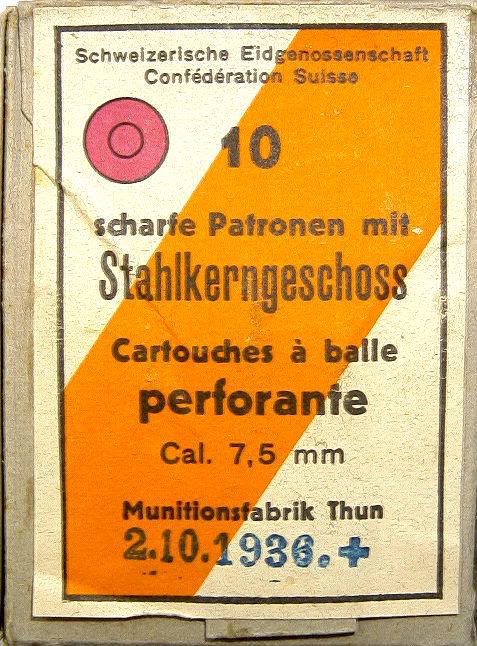 Schweizerische Eidgenossenschaft
Confédération Suisse
10
scharfe Patronen mit
Stahlkerngeschoss
Cartouches à balle
perforante
Cal. 7,5 mm
Munitionsfabrik Thun
2.10.1936.+